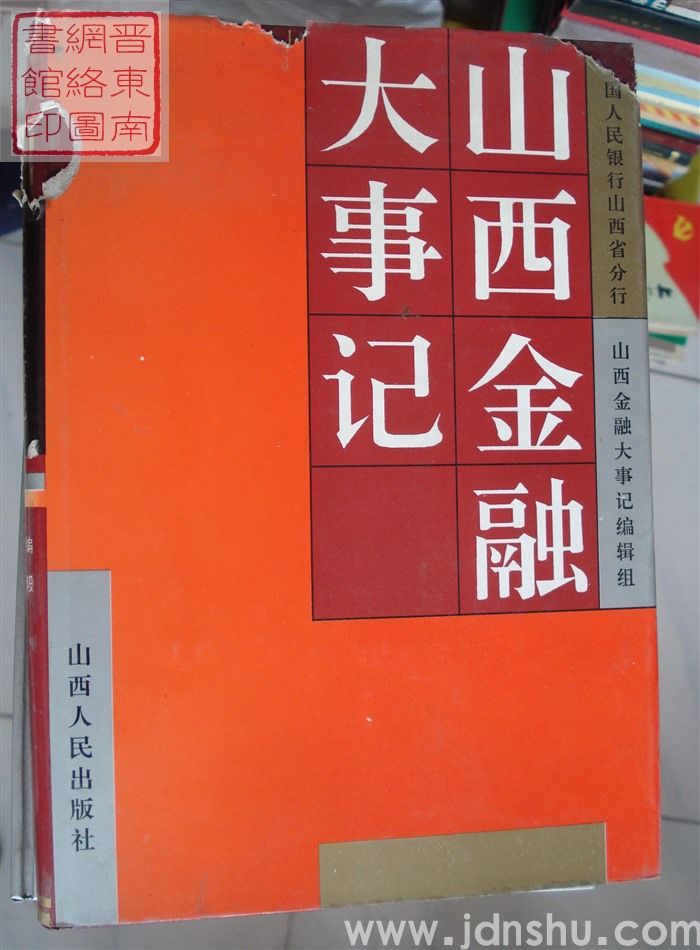 山西金融
大事记
国人民银行山西省分行
山西金融大事记编辑组
山西人民出版社
晋東南
網絡圖
書館印
www.jdnshu.com